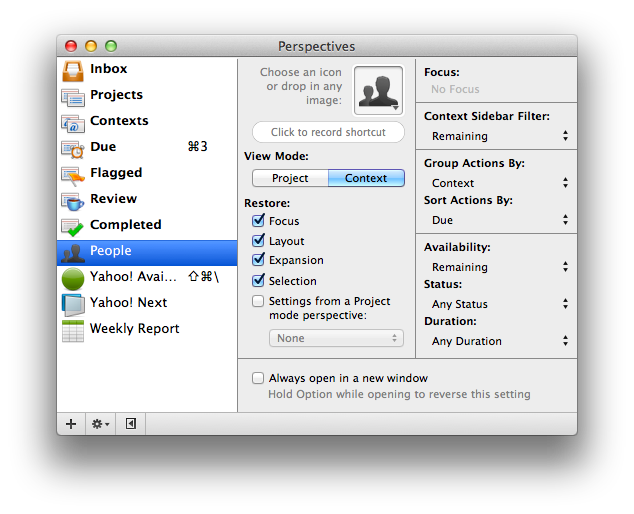 Perspectives
Inbox
Projects
Contexts
Due ⌘3
Flagged
Review
Completed
People
Yahoo! Avai... ⇧⌘\
Yahoo! Next
Weekly Report
Choose an icon
or drop in any
image:
Click to record shortcut
View Mode:
Project Context
Restore:
Focus
Layout
Expansion
Selection
Settings from a Project
mode perspective:
None
Focus:
No Focus
Context Sidebar Filter:
Remaining
Group Actions By:
Context
Sort Actions By:
Due
Availability:
Remaining
Status:
Any Status
Duration:
Any Duration
Always open in a new window
Hold Option while opening to reverse this setting